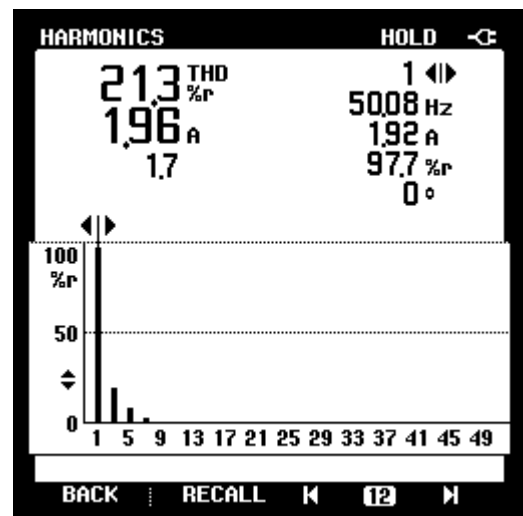 HARMONICS HOLD
21.3 THD %r
1.96 A
1.7
1
50.08 Hz
1.92 A
97.7 %r
0 °
100
%r
50
0
1 5 9 13 17 21 25 29 33 37 41 45 49
BACK RECALL 12